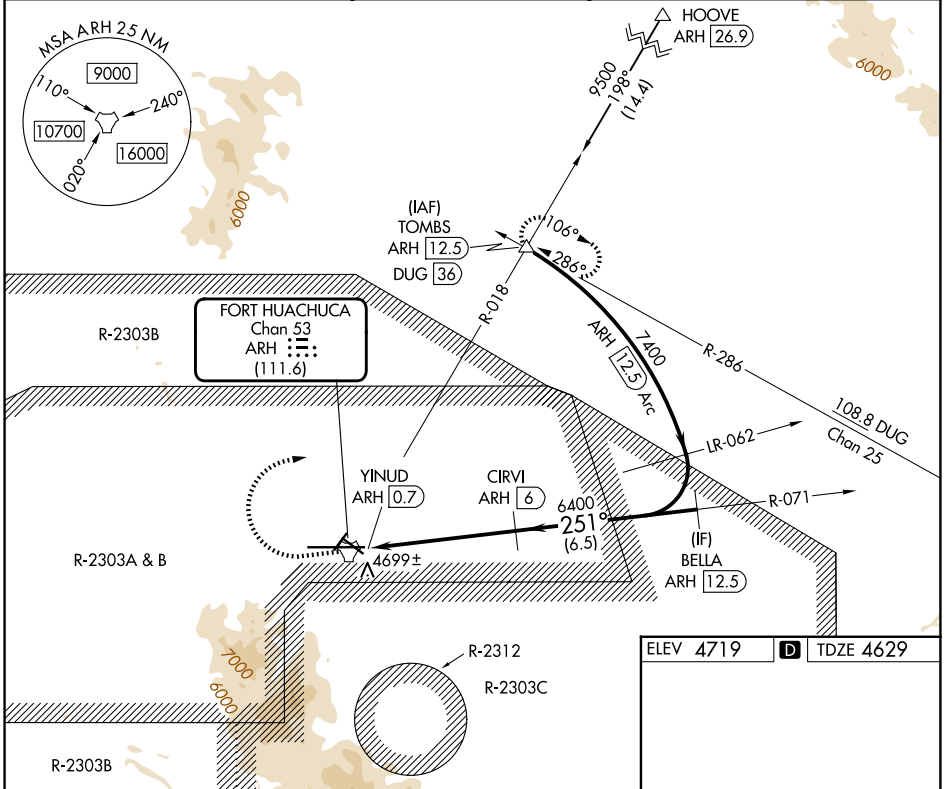 MSA ARH 25 NM
9000
110°
240°
10700
16000
020°
6000
HOOVE
ARH 26.9
6000
9500
198°
(14.4)
(IAF)
TOMBS
ARH 12.5
DUG 36
106°
286°
R-018
R-2303B
FORT HUACHUCA
Chan 53
ARH
(111.6)
7400
ARH 12.5 Arc
R-286
108.8 DUG
Chan 25
LR-062
R-071
YINUD
ARH 0.7
CIRVI
ARH 6
6400
251°
(6.5)
(IF)
BELLA
ARH 12.5
4699±
R-2303A & B
7000
6000
R-2312
R-2303C
R-2303B
ELEV 4719
D
TDZE 4629